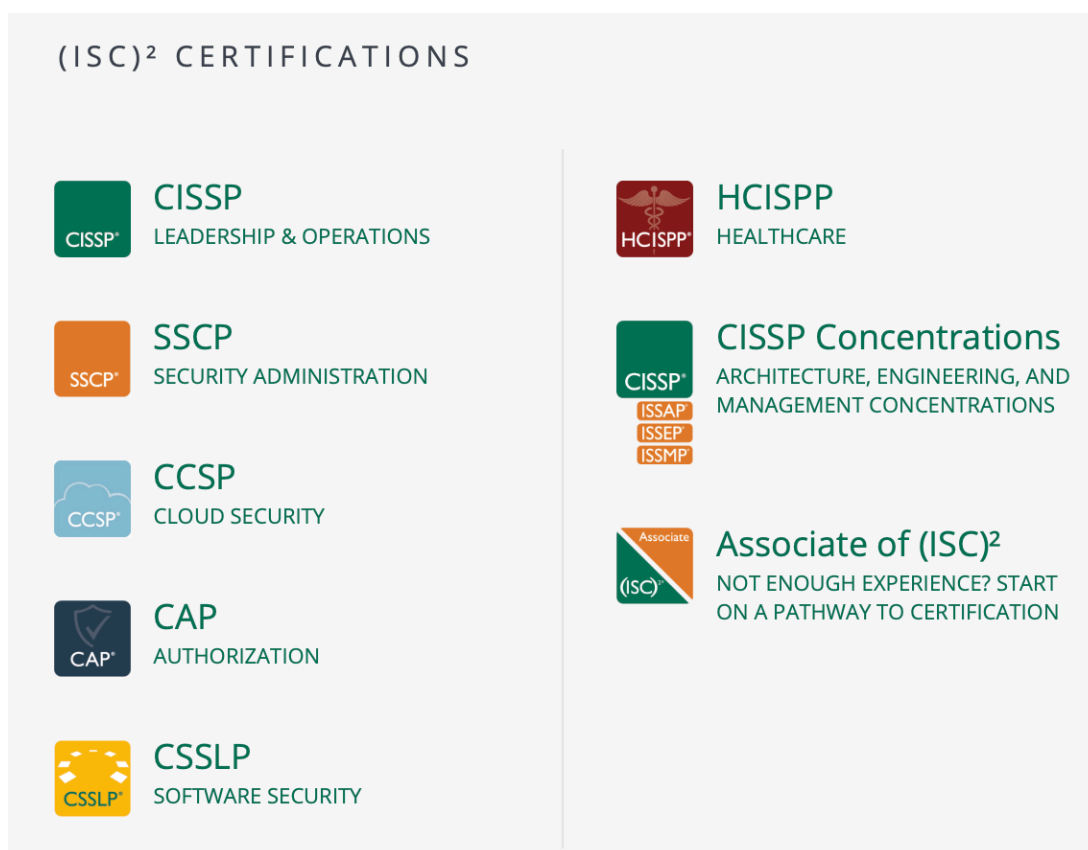 (ISC)² CERTIFICATIONS
CISSP®
CISSP
LEADERSHIP & OPERATIONS
SSCP®
SSCP
SECURITY ADMINISTRATION
CCSP®
CCSP
CLOUD SECURITY
CAP®
CAP
AUTHORIZATION
CSSLP®
CSSLP
SOFTWARE SECURITY
HCISPP®
HCISPP
HEALTHCARE
CISSP®
ISSAP®
ISSEP®
ISSMP®
CISSP Concentrations
ARCHITECTURE, ENGINEERING, AND
MANAGEMENT CONCENTRATIONS
Associate
(ISC)²®
Associate of (ISC)²
NOT ENOUGH EXPERIENCE? START
ON A PATHWAY TO CERTIFICATION